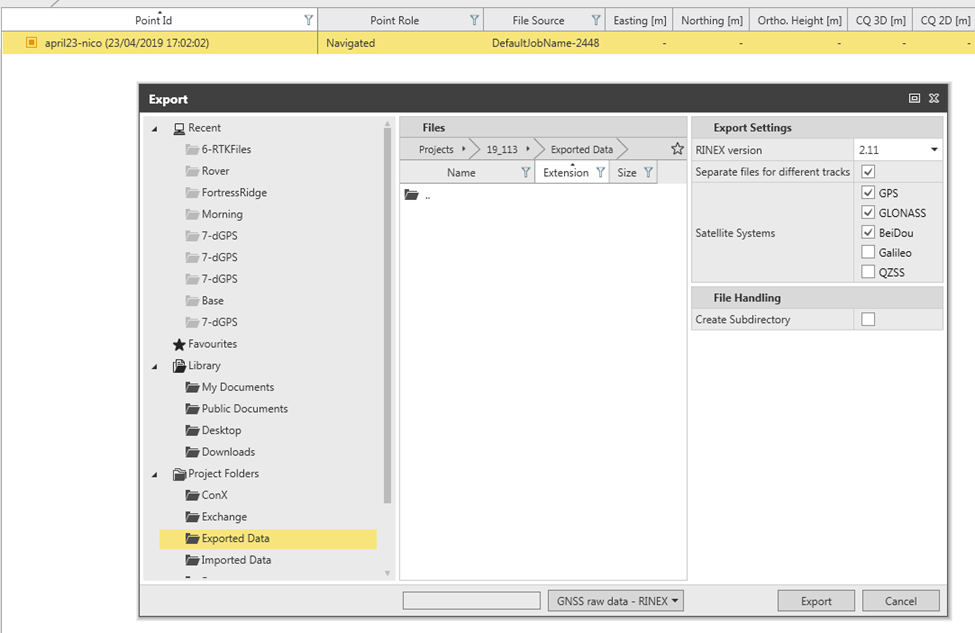 Point Id Point Role File Source Easting [m] Northing [m] Ortho. Height [m] CQ 3D [m] CQ 2D [m]
april23-nico (23/04/2019 17:02:02) Navigated DefaultJobName-2448 - - - - -
Export
Recent
6-RTKFiles
Rover
FortressRidge
Morning
7-dGPS
7-dGPS
7-dGPS
Base
7-dGPS
Favourites
Library
My Documents
Public Documents
Desktop
Downloads
Project Folders
ConX
Exchange
Exported Data
Imported Data
Files
Projects 19_113 Exported Data
Name Extension Size
..
Export Settings
RINEX version 2.11
Separate files for different tracks
Satellite Systems
GPS
GLONASS
BeiDou
Galileo
QZSS
File Handling
Create Subdirectory
GNSS raw data - RINEX Export Cancel